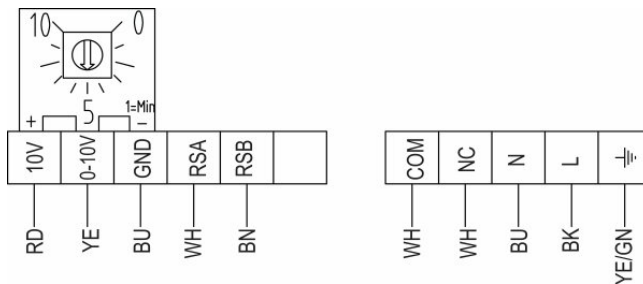 10 0
5
1=Min
+ −
10V 0-10V GND RSA RSB
RD YE BU WH BN
COM NC N L
WH WH BU BK YE/GN